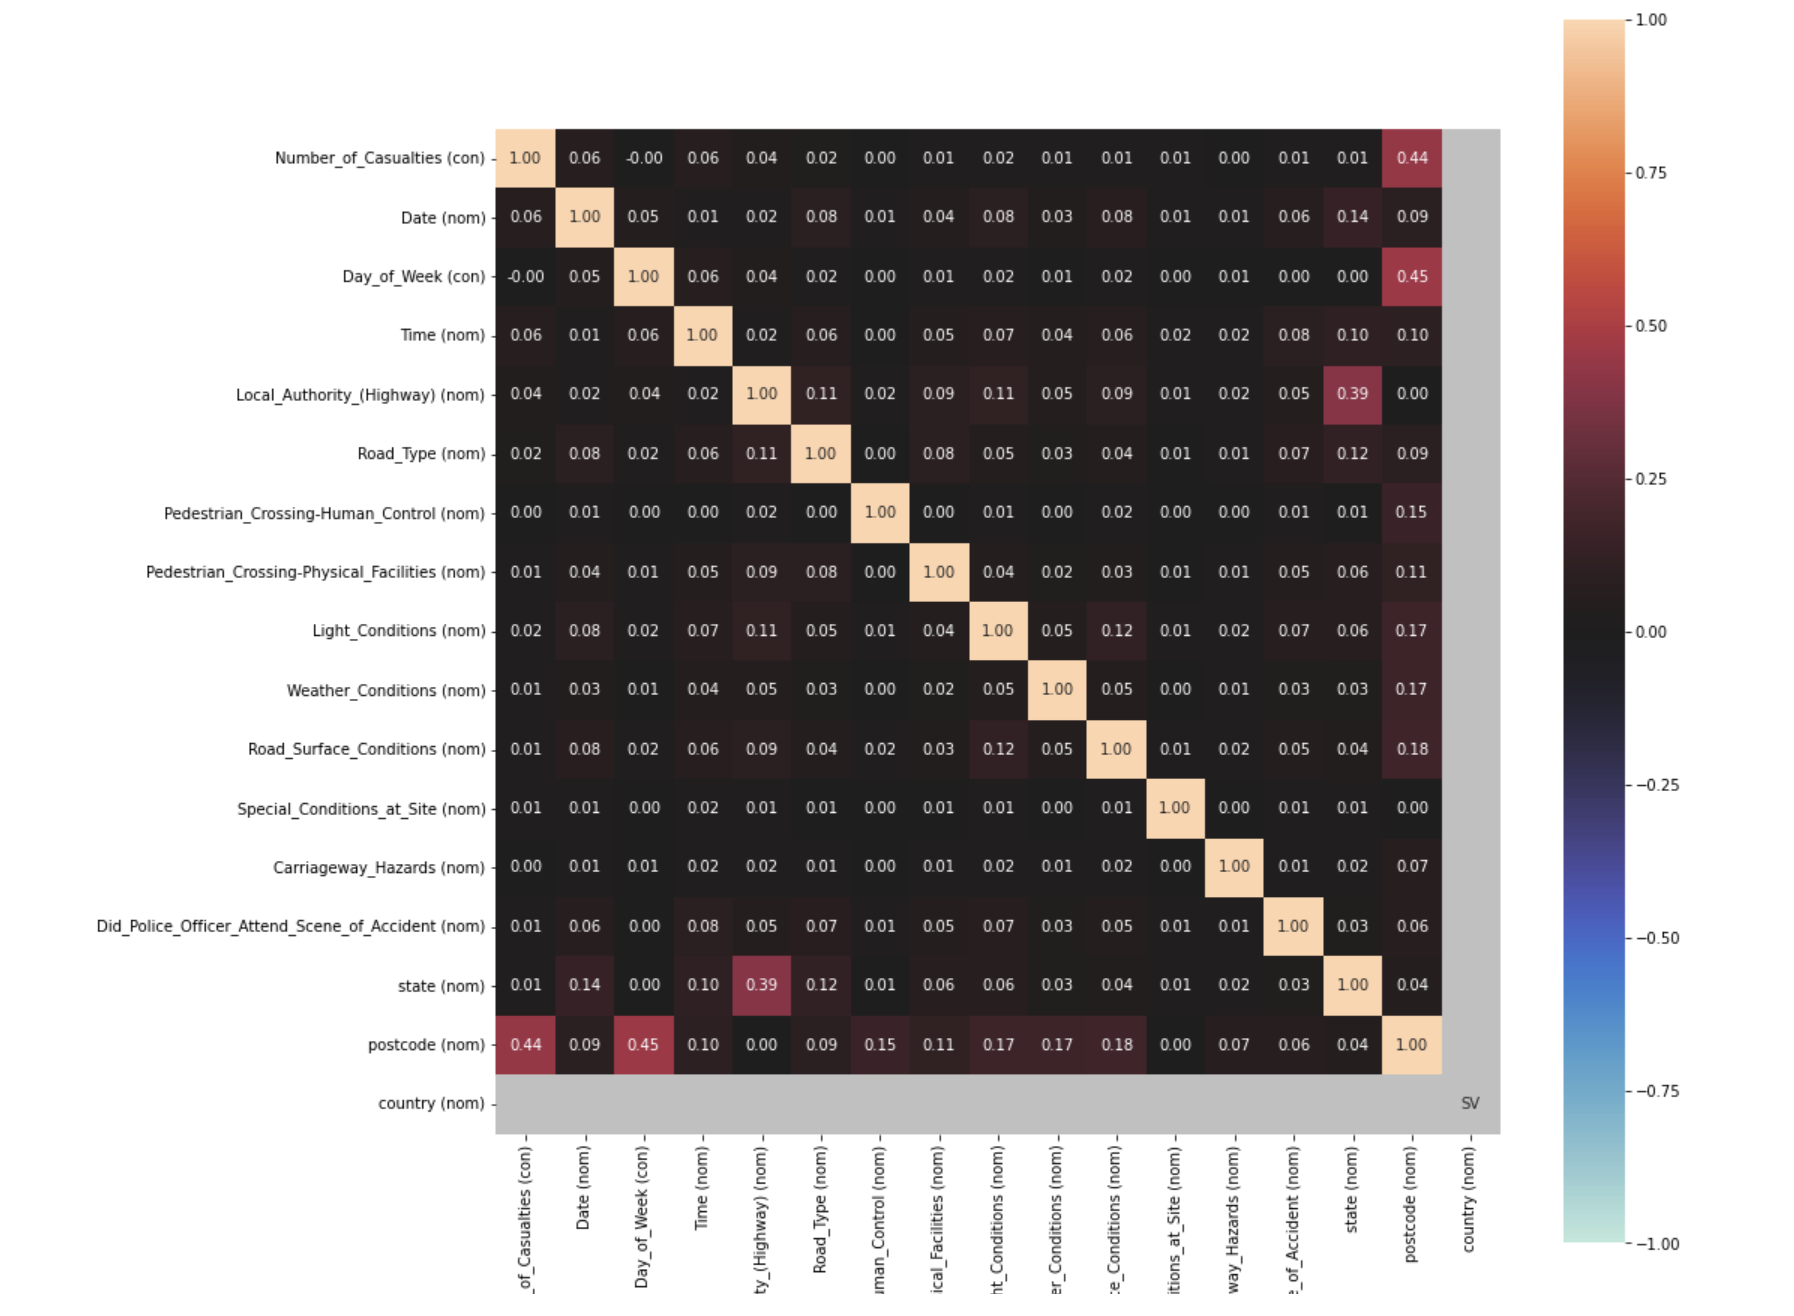 1.00
0.75
0.50
0.25
0.00
−0.25
−0.50
−0.75
−1.00
Number_of_Casualties (con) 1.00 0.06 -0.00 0.06 0.04 0.02 0.00 0.01 0.02 0.01 0.01 0.01 0.00 0.01 0.01 0.44
Date (nom) 0.06 1.00 0.05 0.01 0.02 0.08 0.01 0.04 0.08 0.03 0.08 0.01 0.01 0.06 0.14 0.09
Day_of_Week (con) -0.00 0.05 1.00 0.06 0.04 0.02 0.00 0.01 0.02 0.01 0.02 0.00 0.01 0.00 0.00 0.45
Time (nom) 0.06 0.01 0.06 1.00 0.02 0.06 0.00 0.05 0.07 0.04 0.06 0.02 0.02 0.08 0.10 0.10
Local_Authority_(Highway) (nom) 0.04 0.02 0.04 0.02 1.00 0.11 0.02 0.09 0.11 0.05 0.09 0.01 0.02 0.05 0.39 0.00
Road_Type (nom) 0.02 0.08 0.02 0.06 0.11 1.00 0.00 0.08 0.05 0.03 0.04 0.01 0.01 0.07 0.12 0.09
Pedestrian_Crossing-Human_Control (nom) 0.00 0.01 0.00 0.00 0.02 0.00 1.00 0.00 0.01 0.00 0.02 0.00 0.00 0.01 0.01 0.15
Pedestrian_Crossing-Physical_Facilities (nom) 0.01 0.04 0.01 0.05 0.09 0.08 0.00 1.00 0.04 0.02 0.03 0.01 0.01 0.05 0.06 0.11
Light_Conditions (nom) 0.02 0.08 0.02 0.07 0.11 0.05 0.01 0.04 1.00 0.05 0.12 0.01 0.02 0.07 0.06 0.17
Weather_Conditions (nom) 0.01 0.03 0.01 0.04 0.05 0.03 0.00 0.02 0.05 1.00 0.05 0.00 0.01 0.03 0.03 0.17
Road_Surface_Conditions (nom) 0.01 0.08 0.02 0.06 0.09 0.04 0.02 0.03 0.12 0.05 1.00 0.01 0.02 0.05 0.04 0.18
Special_Conditions_at_Site (nom) 0.01 0.01 0.00 0.02 0.01 0.01 0.00 0.01 0.01 0.00 0.01 1.00 0.00 0.01 0.01 0.00
Carriageway_Hazards (nom) 0.00 0.01 0.01 0.02 0.02 0.01 0.00 0.01 0.02 0.01 0.02 0.00 1.00 0.01 0.02 0.07
Did_Police_Officer_Attend_Scene_of_Accident (nom) 0.01 0.06 0.00 0.08 0.05 0.07 0.01 0.05 0.07 0.03 0.05 0.01 0.01 1.00 0.03 0.06
state (nom) 0.01 0.14 0.00 0.10 0.39 0.12 0.01 0.06 0.06 0.03 0.04 0.01 0.02 0.03 1.00 0.04
postcode (nom) 0.44 0.09 0.45 0.10 0.00 0.09 0.15 0.11 0.17 0.17 0.18 0.00 0.07 0.06 0.04 1.00
country (nom) SV
_of_Casualties (con)
Date (nom)
Day_of_Week (con)
Time (nom)
ty_(Highway) (nom)
Road_Type (nom)
uman_Control (nom)
ical_Facilities (nom)
ht_Conditions (nom)
er_Conditions (nom)
ce_Conditions (nom)
itions_at_Site (nom)
way_Hazards (nom)
e_of_Accident (nom)
state (nom)
postcode (nom)
country (nom)